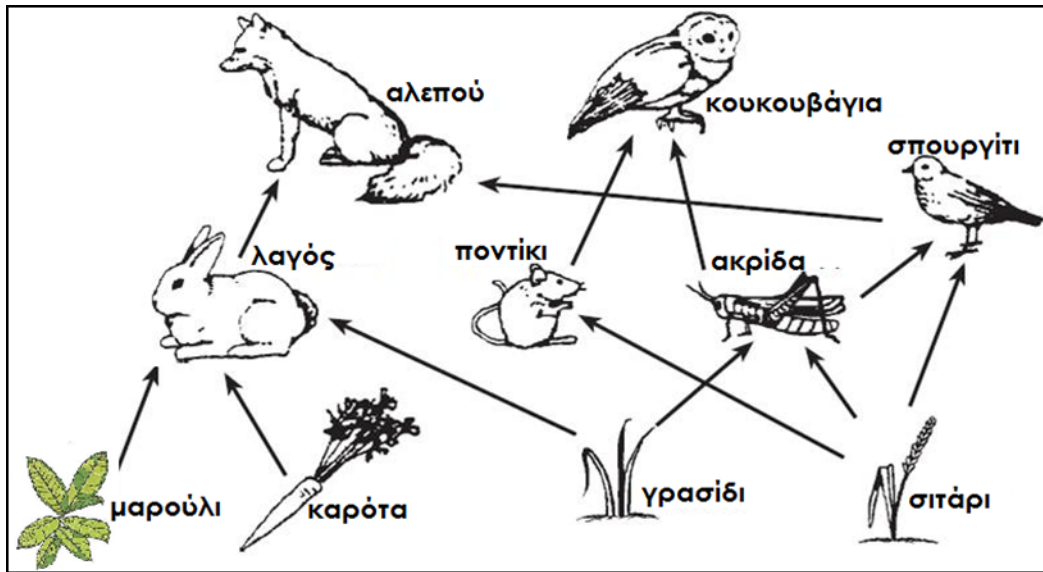 αλεπού
κουκουβάγια
σπουργίτι
λαγός
ποντίκι
ακρίδα
μαρούλι
καρότα
γρασίδι
σιτάρι